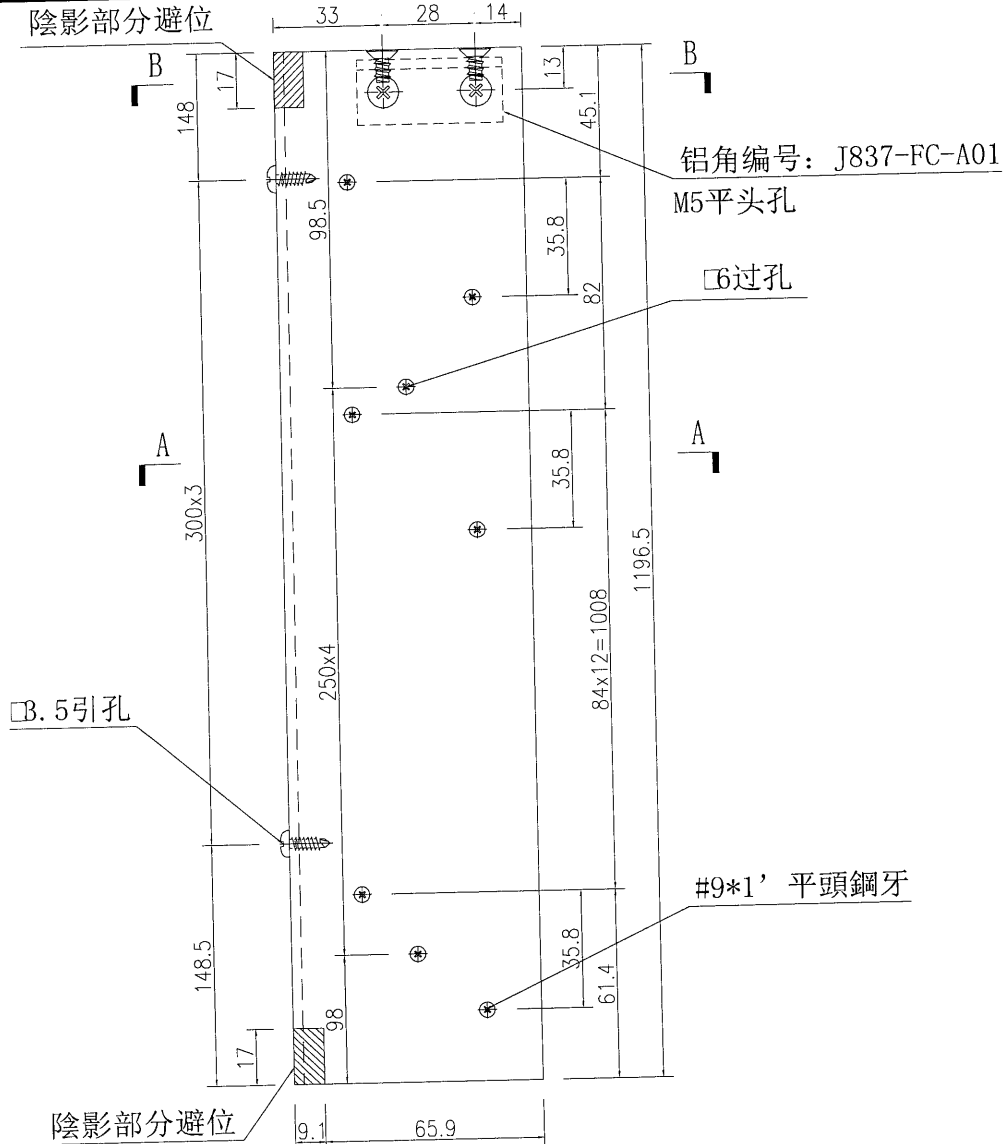 33 28 14
陰影部分避位
B
B
17
13
148
45.1
铝角编号: J837-FC-A01
M5平头孔
98.5
35.8
□6过孔
82
A
A
35.8
300x3
1196.5
250x4
84x12=1008
□3.5引孔
#9*1’平頭鋼牙
35.8
148.5
61.4
98
17
陰影部分避位
9.1 65.9